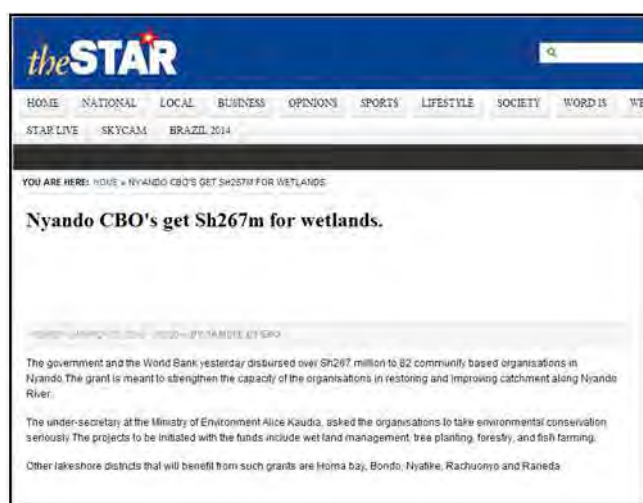 theSTAR
HOME NATIONAL LOCAL BUSINESS OPINIONS SPORTS LIFESTYLE SOCIETY WORD IS WE
STAR LIVE SKYCAM BRAZIL 2014
YOU ARE HERE: HOME » NYANDO CBO'S GET SH267M FOR WETLANDS
Nyando CBO's get Sh267m for wetlands.
The government and the World Bank yesterday disbursed over Sh267 million to 82 community based organisations in
Nyando.The grant is meant to strengthen the capacity of the organisations in restoring and improving catchment along Nyando
River.
The under-secretary at the Ministry of Environment Alice Kaudia, asked the organisations to take environmental conservation
seriously.The projects to be initiated with the funds include wet land management, tree planting, forestry, and fish farming.
Other lakeshore districts that will benefit from such grants are Homa bay, Bondo, Nyatike, Rachuonyo and Rarieda